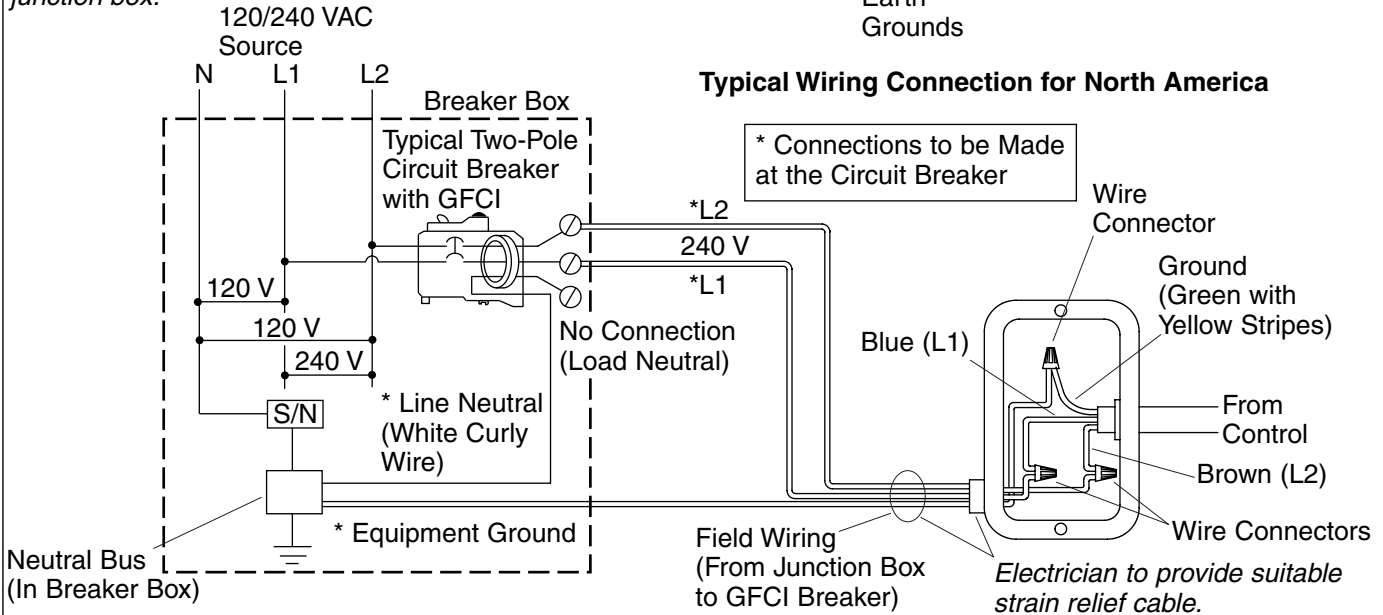 junction box.
120/240 VAC
Source
N
L1
L2
Earth
Grounds
Typical Wiring Connection for North America
Breaker Box
Typical Two-Pole
Circuit Breaker
with GFCI
* Connections to be Made
at the Circuit Breaker
*L2
240 V
*L1
Wire
Connector
Ground
(Green with
Yellow Stripes)
120 V
120 V
240 V
No Connection
(Load Neutral)
Blue (L1)
S/N
* Line Neutral
(White Curly
Wire)
From
Control
Brown (L2)
* Equipment Ground
Wire Connectors
Neutral Bus
(In Breaker Box)
Field Wiring
(From Junction Box
to GFCI Breaker)
Electrician to provide suitable
strain relief cable.